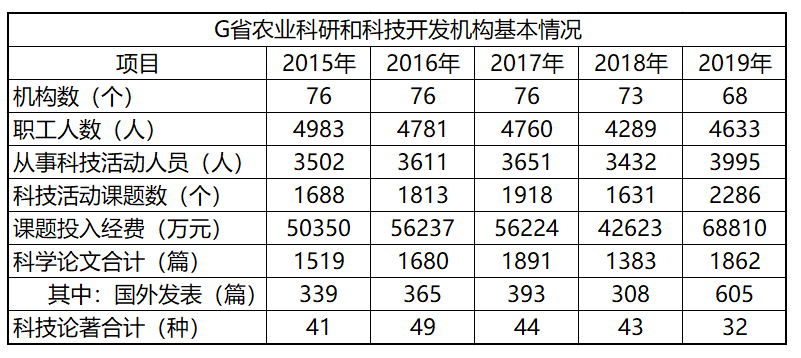 G省农业科研和科技开发机构基本情况
项目 2015年 2016年 2017年 2018年 2019年
机构数（个） 76 76 76 73 68
职工人数（人） 4983 4781 4760 4289 4633
从事科技活动人员（人） 3502 3611 3651 3432 3995
科技活动课题数（个） 1688 1813 1918 1631 2286
课题投入经费（万元） 50350 56237 56224 42623 68810
科学论文合计（篇） 1519 1680 1891 1383 1862
其中：国外发表（篇） 339 365 393 308 605
科技论著合计（种） 41 49 44 43 32